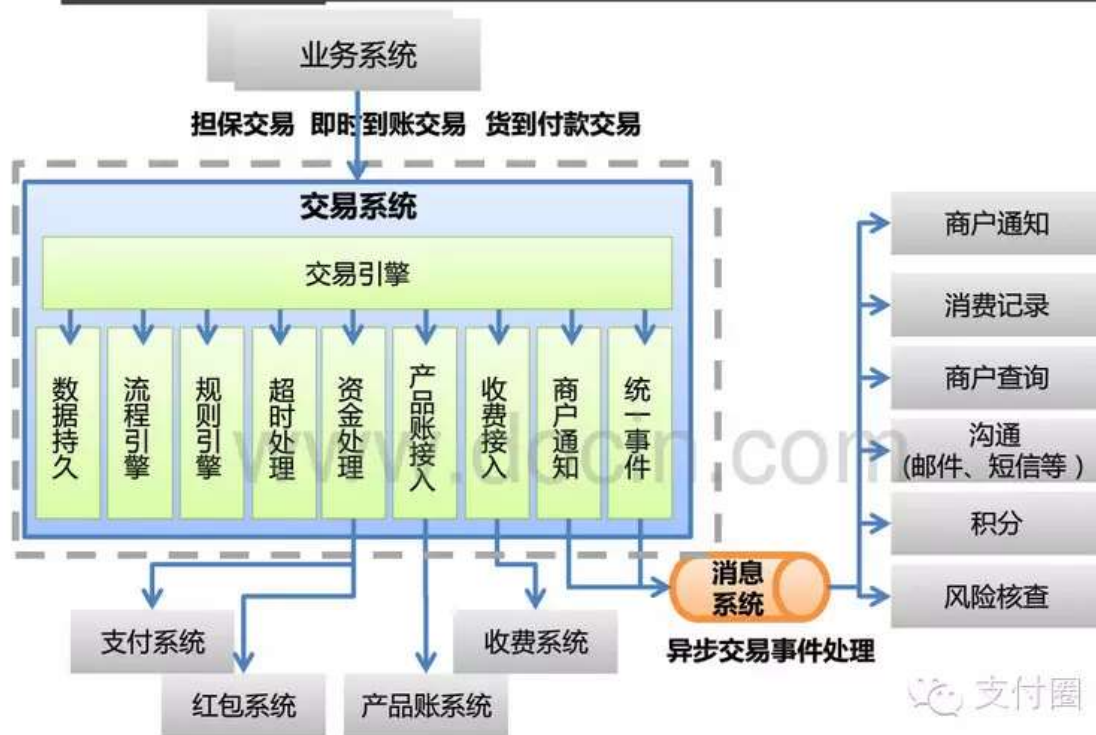 业务系统
担保交易 即时到账交易 货到付款交易
交易系统
交易引擎
数据持久
流程引擎
规则引擎
超时处理
资金处理
产品账接入
收费接入
商户通知
统一事件
www.docin.com
支付系统
红包系统
产品账系统
收费系统
消息
系统
异步交易事件处理
商户通知
消费记录
商户查询
沟通
(邮件、短信等）
积分
风险核查
支付圈